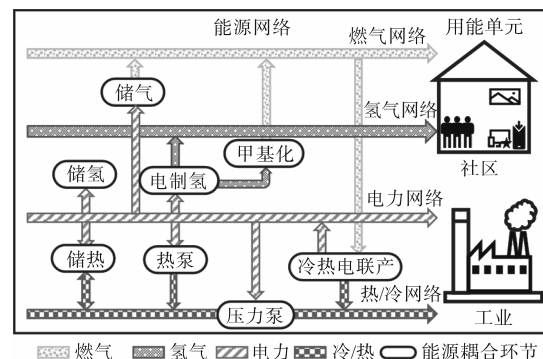 能源网络
用能单元
燃气网络
储气
氢气网络
甲基化
储氢
电制氢
社区
电力网络
储热
热泵
冷热电联产
热/冷网络
压力泵
工业
燃气 氢气 电力 冷/热 能源耦合环节